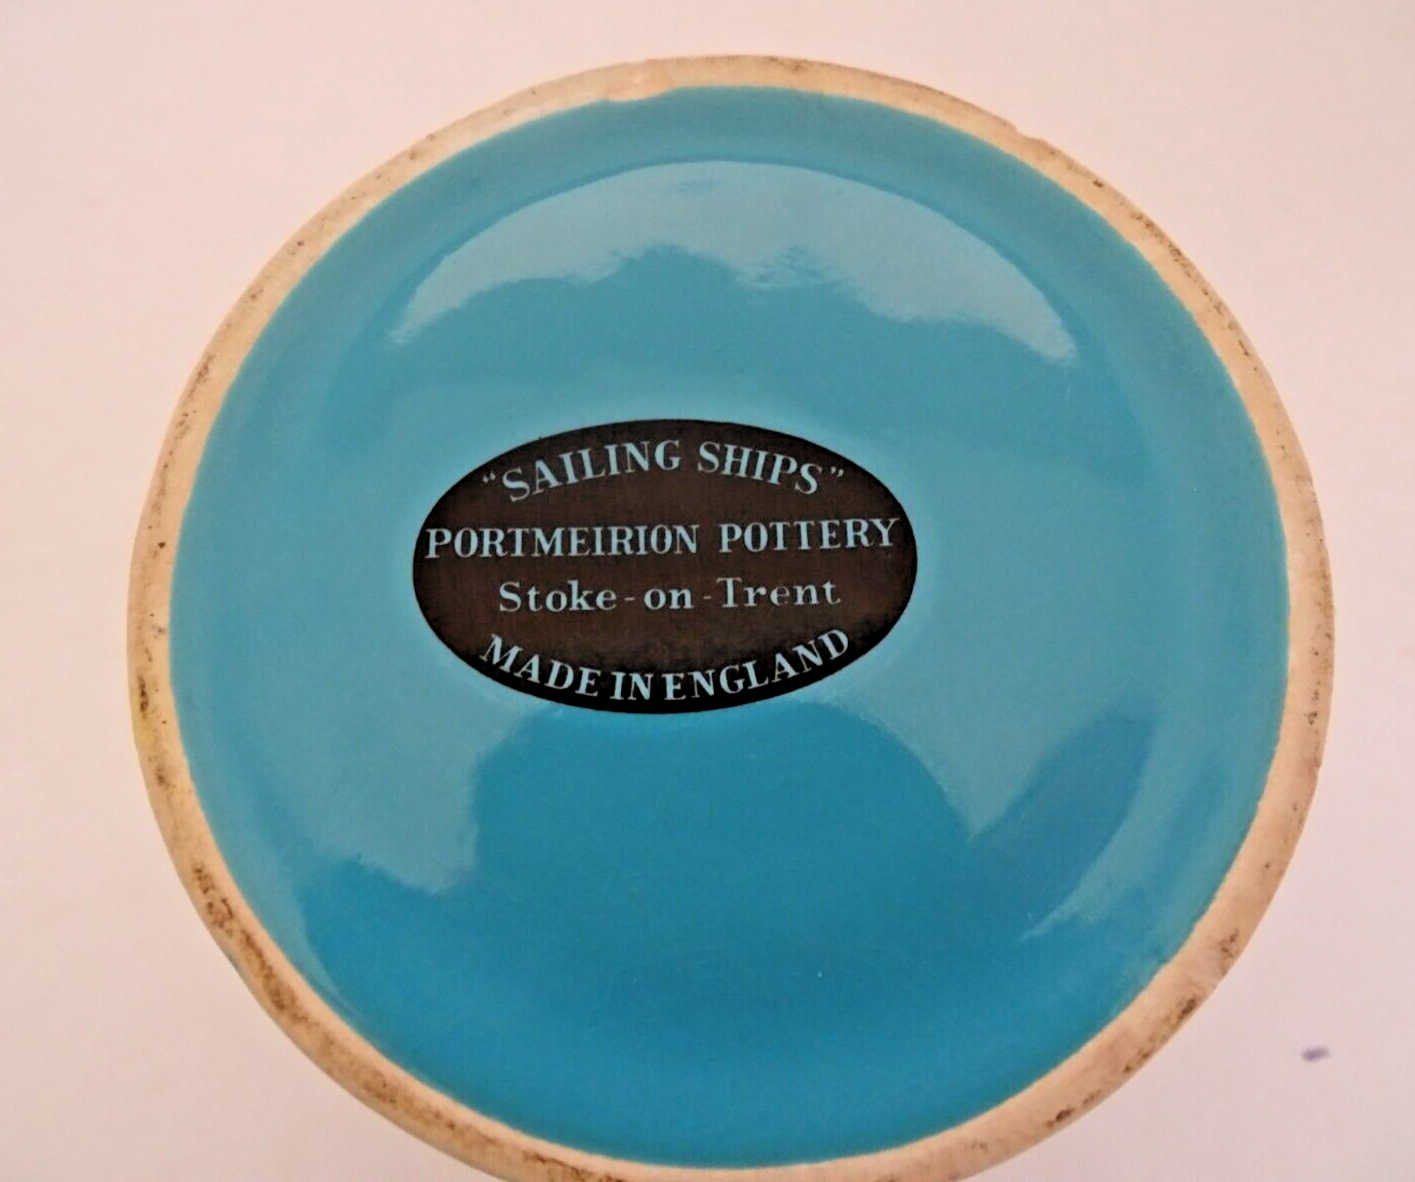 “SAILING SHIPS”
PORTMEIRION POTTERY
Stoke-on-Trent
MADE IN ENGLAND